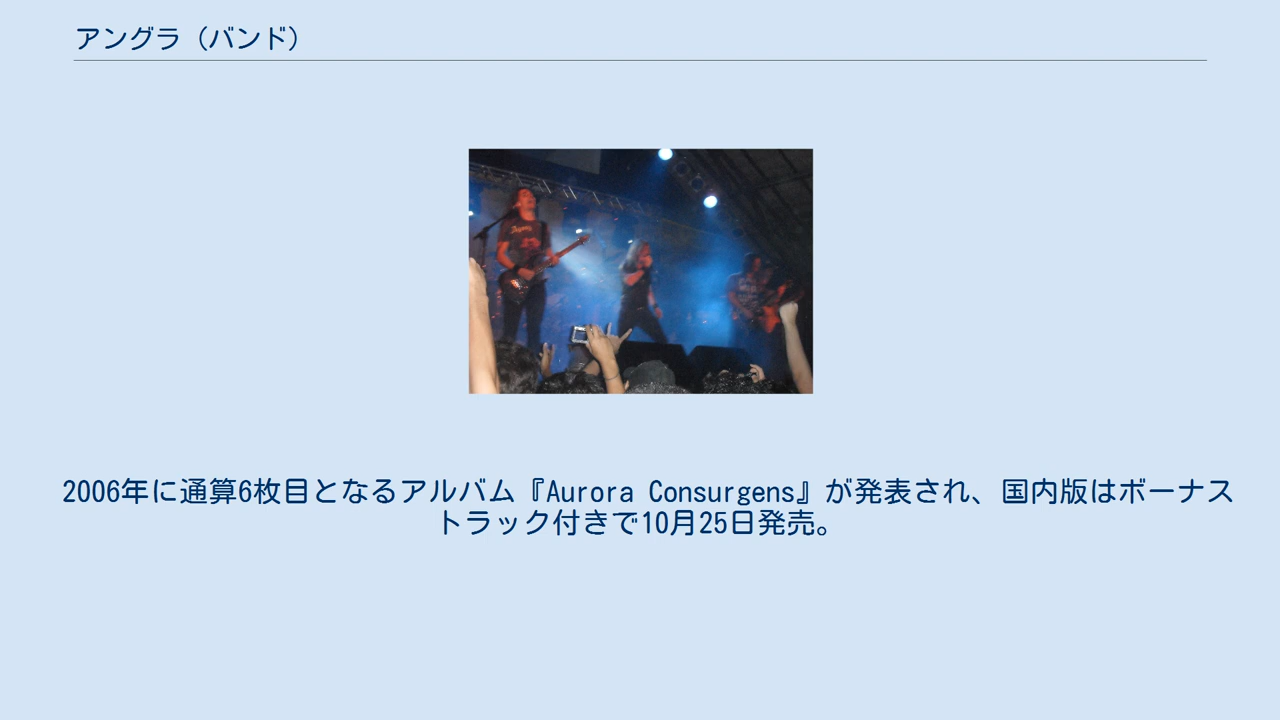 アングラ（バンド）
2006年に通算6枚目となるアルバム『Aurora Consurgens』が発表され、国内版はボーナス
トラック付きで10月25日発売。